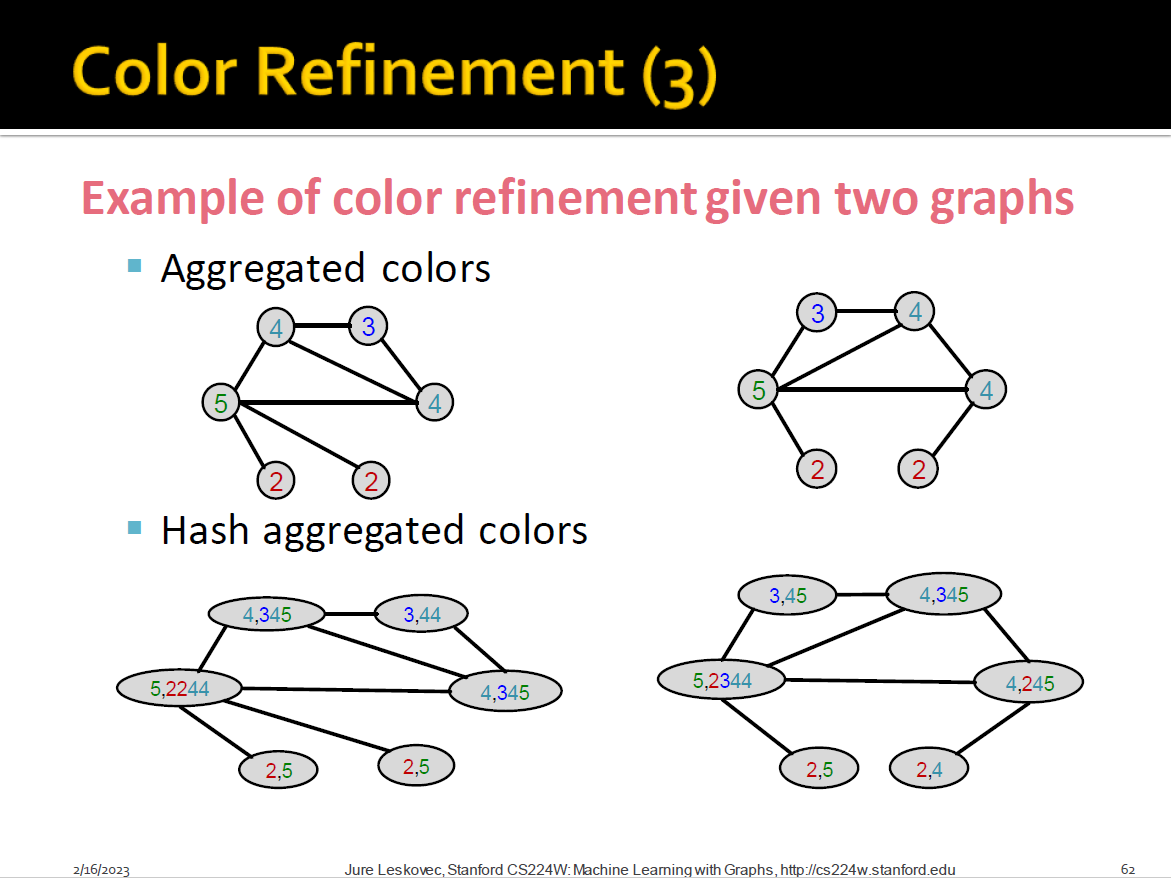 Color Refinement (3)
Example of color refinement given two graphs
Aggregated colors
4 3
5 4
2 2
3 4
5 4
2 2
Hash aggregated colors
4,345 3,44
5,2244 4,345
2,5 2,5
3,45 4,345
5,2344 4,245
2,5 2,4
2/16/2023
Jure Leskovec, Stanford CS224W: Machine Learning with Graphs, http://cs224w.stanford.edu
62